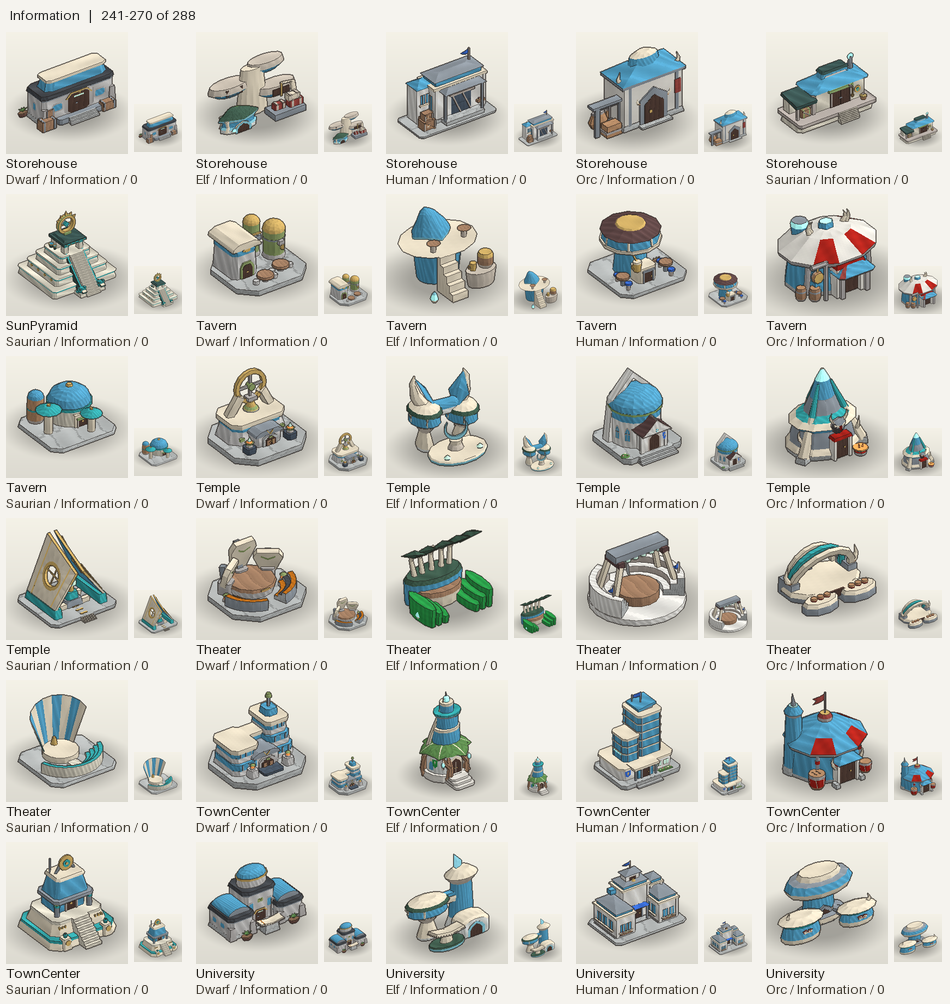 Information | 241-270 of 288
Storehouse
Dwarf / Information / 0
Storehouse
Elf / Information / 0
Storehouse
Human / Information / 0
Storehouse
Orc / Information / 0
Storehouse
Saurian / Information / 0
SunPyramid
Saurian / Information / 0
Tavern
Dwarf / Information / 0
Tavern
Elf / Information / 0
Tavern
Human / Information / 0
Tavern
Orc / Information / 0
Tavern
Saurian / Information / 0
Temple
Dwarf / Information / 0
Temple
Elf / Information / 0
Temple
Human / Information / 0
Temple
Orc / Information / 0
Temple
Saurian / Information / 0
Theater
Dwarf / Information / 0
Theater
Elf / Information / 0
Theater
Human / Information / 0
Theater
Orc / Information / 0
Theater
Saurian / Information / 0
TownCenter
Dwarf / Information / 0
TownCenter
Elf / Information / 0
TownCenter
Human / Information / 0
TownCenter
Orc / Information / 0
TownCenter
Saurian / Information / 0
University
Dwarf / Information / 0
University
Elf / Information / 0
University
Human / Information / 0
University
Orc / Information / 0